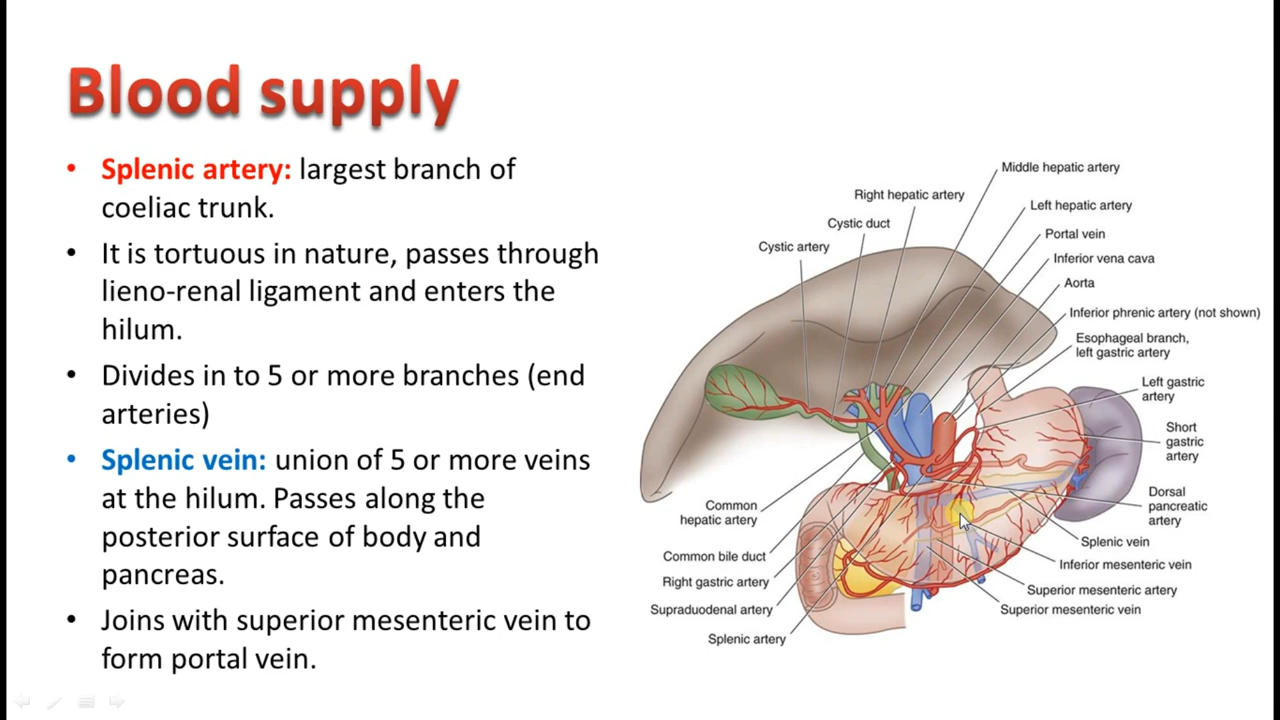 Blood supply
• Splenic artery: largest branch of
coeliac trunk.
• It is tortuous in nature, passes through
lieno-renal ligament and enters the
hilum.
• Divides in to 5 or more branches (end
arteries)
• Splenic vein: union of 5 or more veins
at the hilum. Passes along the
posterior surface of body and
pancreas.
• Joins with superior mesenteric vein to
form portal vein.
Middle hepatic artery
Right hepatic artery
Left hepatic artery
Cystic duct
Portal vein
Cystic artery
Inferior vena cava
Aorta
Inferior phrenic artery (not shown)
Esophageal branch,
left gastric artery
Left gastric
artery
Short
gastric
artery
Dorsal
pancreatic
artery
Common
hepatic artery
Splenic vein
Common bile duct
Inferior mesenteric vein
Right gastric artery
Superior mesenteric artery
Supraduodenal artery
Superior mesenteric vein
Splenic artery